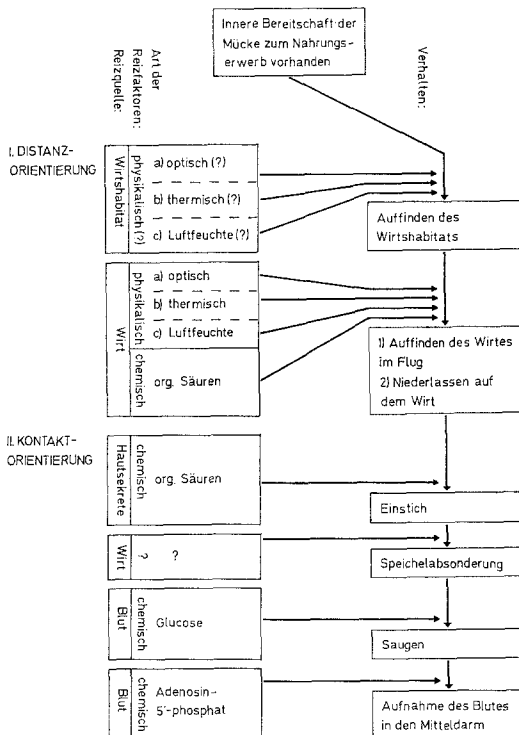 Innere Bereitschaft der
Mücke zum Nahrungs-
erwerb vorhanden
Reizquelle:
Art der
Reizfaktoren:
Verhalten:
I. DISTANZ-
ORIENTIERUNG
Wirtshabitat
physikalisch (?)
a) optisch (?)
b) thermisch (?)
c) Luftfeuchte (?)
Auffinden des
Wirtshabitats
Wirt
physikalisch
a) optisch
b) thermisch
c) Luftfeuchte
chemisch
org. Säuren
1) Auffinden des Wirtes
im Flug
2) Niederlassen auf
dem Wirt
II. KONTAKT-
ORIENTIERUNG
Hautsekrete
chemisch
org. Säuren
Einstich
Wirt
?
?
Speichelabsonderung
Blut
chemisch
Glucose
Saugen
Blut
chemisch
Adenosin-
5'-phosphat
Aufnahme des Blutes
in den Mitteldarm